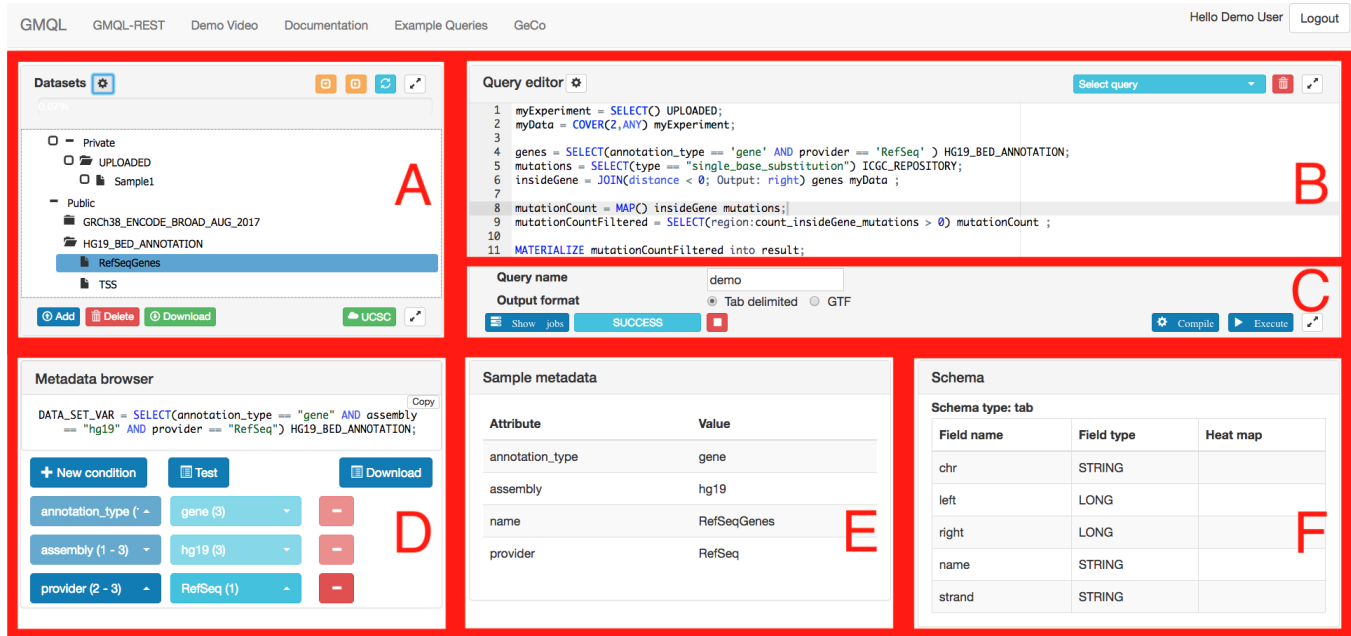 GMQL GMQL-REST Demo Video Documentation Example Queries GeCo Hello Demo User Logout
Datasets
0.07%
Private
UPLOADED
Sample1
Public
GRCh38_ENCODE_BROAD_AUG_2017
HG19_BED_ANNOTATION
RefSeqGenes
TSS
Add Delete Download UCSC
A
Query editor Select query
1 myExperiment = SELECT() UPLOADED;
2 myData = COVER(2,ANY) myExperiment;
3
4 genes = SELECT(annotation_type == 'gene' AND provider == 'RefSeq' ) HG19_BED_ANNOTATION;
5 mutations = SELECT(type == "single_base_substitution") ICGC_REPOSITORY;
6 insideGene = JOIN(distance < 0; Output: right) genes myData ;
7
8 mutationCount = MAP() insideGene mutations;
9 mutationCountFiltered = SELECT(region:count_insideGene_mutations > 0) mutationCount ;
10
11 MATERIALIZE mutationCountFiltered into result;
B
Query name demo
Output format Tab delimited GTF
Show jobs SUCCESS Compile Execute
C
Metadata browser
Copy
DATA_SET_VAR = SELECT(annotation_type == "gene" AND assembly
== "hg19" AND provider == "RefSeq") HG19_BED_ANNOTATION;
New condition Test Download
annotation_type (1 gene (3)
assembly (1 - 3) hg19 (3)
provider (2 - 3) RefSeq (1)
D
Sample metadata
Attribute Value
annotation_type gene
assembly hg19
name RefSeqGenes
provider RefSeq
E
Schema
Schema type: tab
Field name Field type Heat map
chr STRING
left LONG
right LONG
name STRING
strand STRING
F